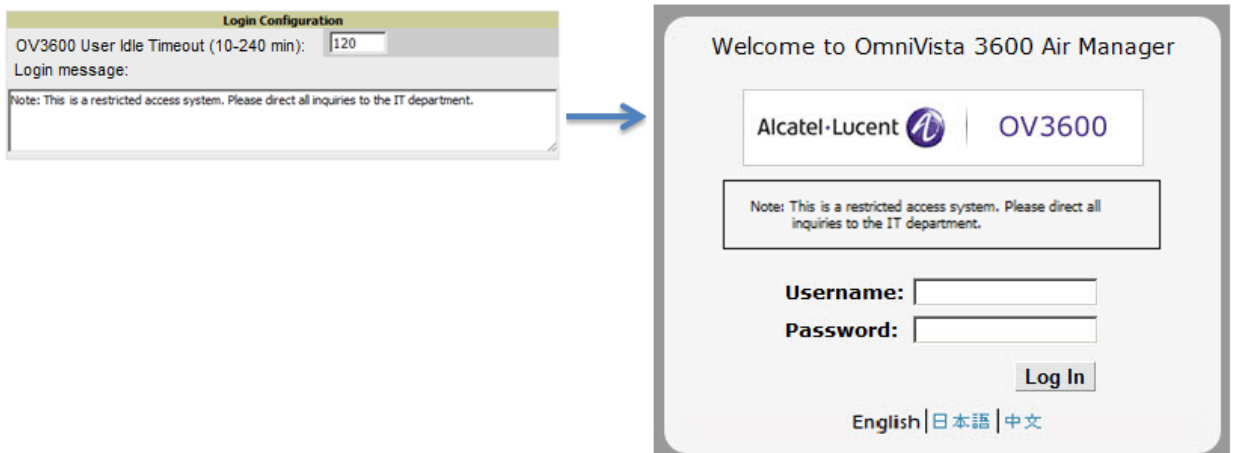 Login Configuration
OV3600 User Idle Timeout (10-240 min): 120
Login message:
Note: This is a restricted access system. Please direct all inquiries to the IT department.
Welcome to OmniVista 3600 Air Manager
Alcatel·Lucent OV3600
Note: This is a restricted access system. Please direct all
inquiries to the IT department.
Username:
Password:
Log In
English|日本語|中文